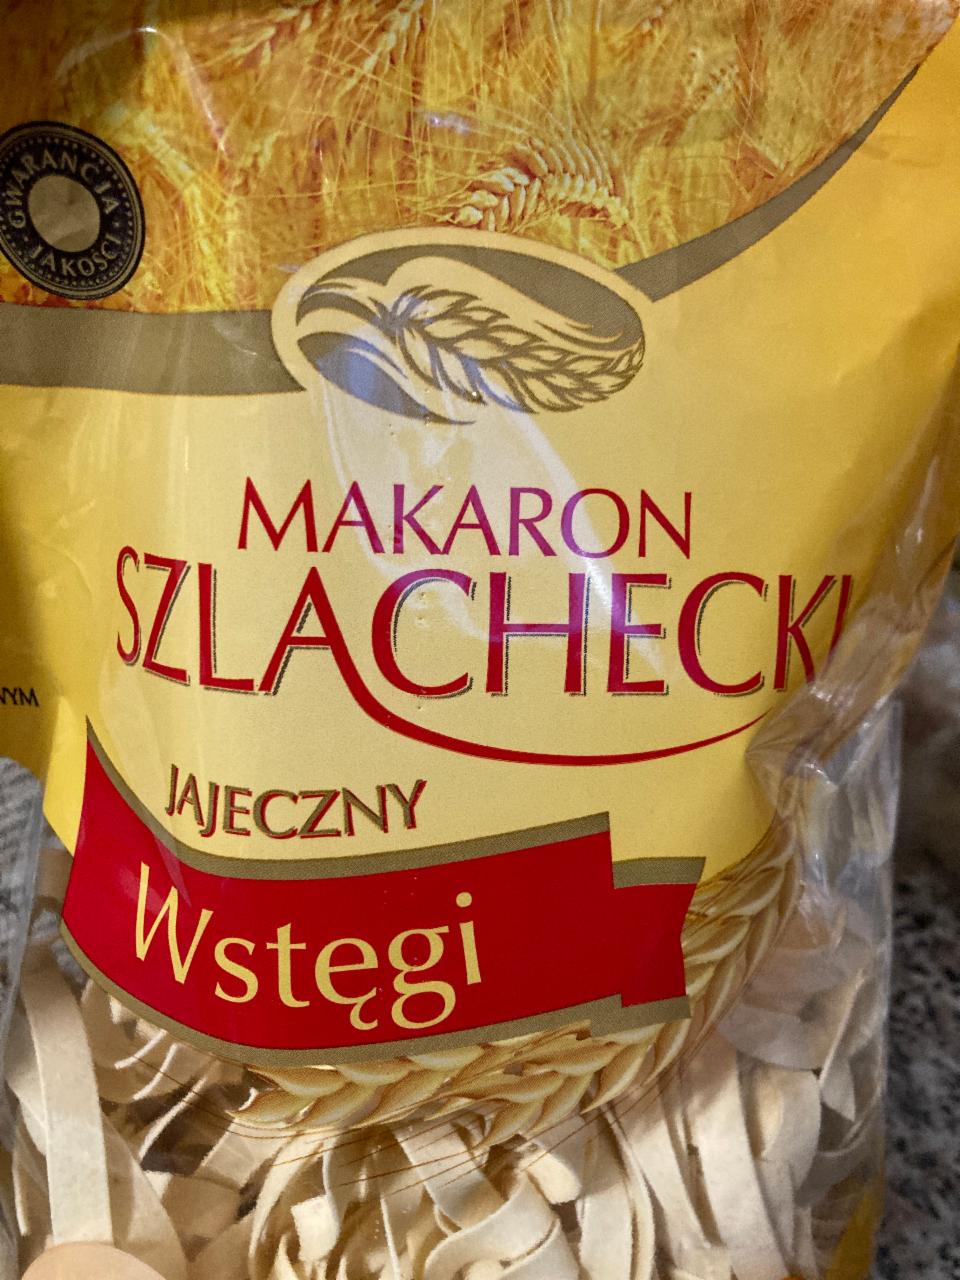 GWARANCJA
JAKOŚCI
MAKARON
SZLACHECKI
JAJECZNY
Wstęgi